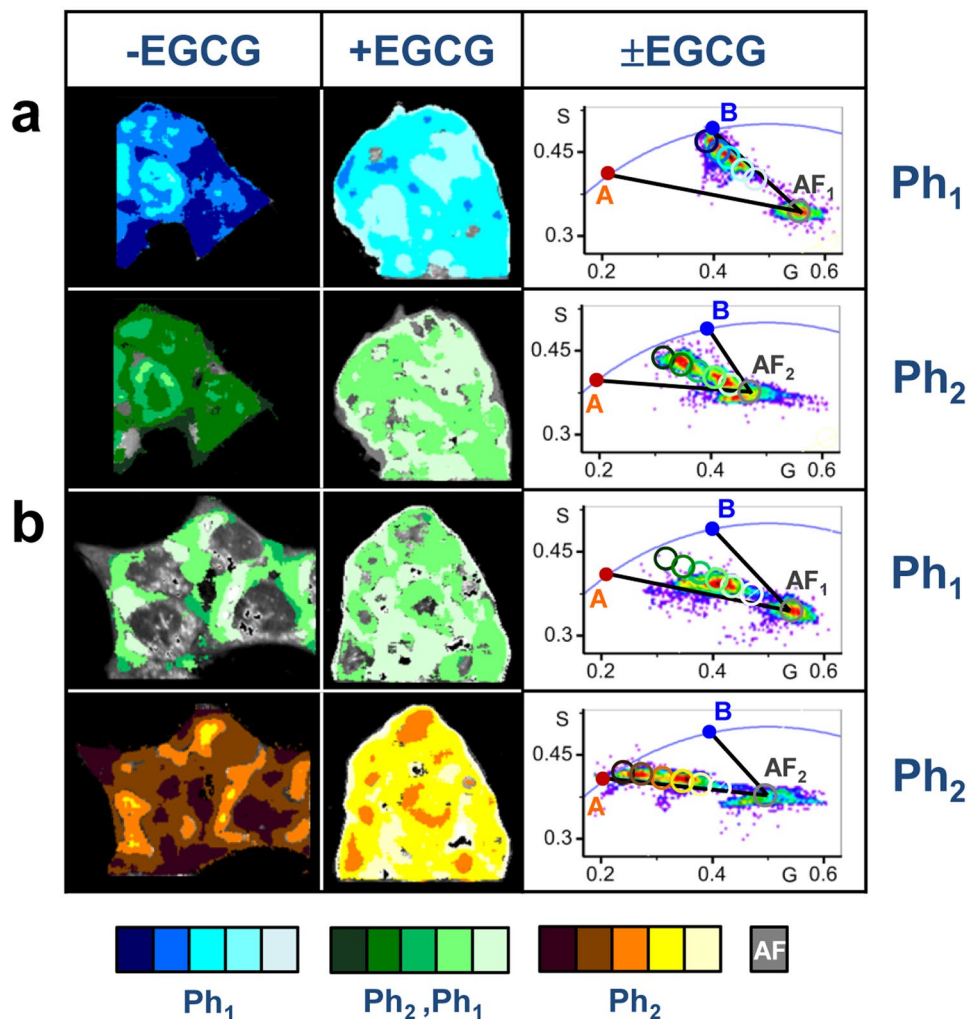 -EGCG +EGCG ±EGCG
a
S
B
0.45
A
AF1
0.3
0.2 0.4 G 0.6
Ph1
S
B
0.45
AF2
A
0.3
0.2 0.4 G 0.6
Ph2
b
S
B
0.45
A
AF1
0.3
0.2 0.4 G 0.6
Ph1
S
B
0.45
AF2
A
0.3
0.2 0.4 G 0.6
Ph2
AF
Ph1 Ph2 ,Ph1 Ph2